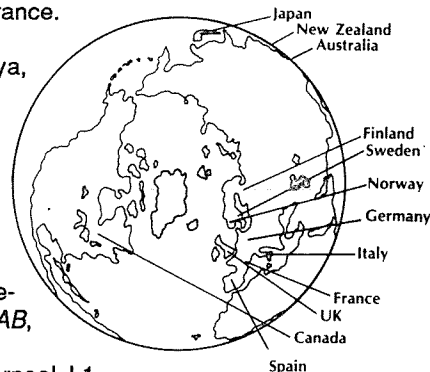 rance.
ya,
e-
AB,
Japan
New Zealand
Australia
Finland
Sweden
Norway
Germany
Italy
France
UK
Canada
Spain